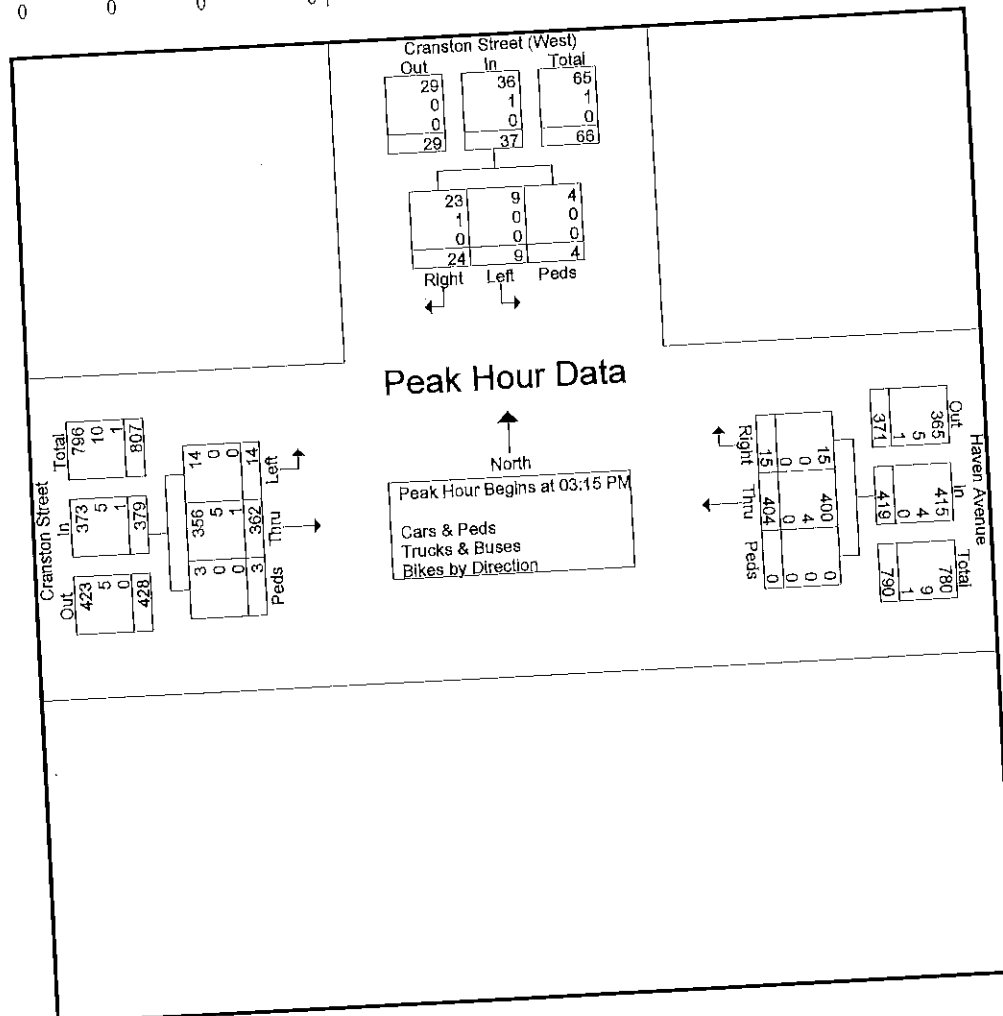 0 0 0 0
Cranston Street (West)
Out In Total
29 36 65
0 1 1
0 0 0
29 37 66
23 9 4
1 0 0
0 0 0
24 9 4
Right Left Peds
Peak Hour Data
North
Peak Hour Begins at 03:15 PM
Cars & Peds
Trucks & Buses
Bikes by Direction
Cranston Street
Out In Total
423 373 796
5 5 10
0 1 1
428 379 807
14 356 3
0 5 0
0 1 0
14 362 3
Left Thru Peds
Haven Avenue
Out In Total
365 415 780
5 4 9
1 0 1
371 419 790
15 400 0
0 4 0
0 0 0
15 404 0
Right Thru Peds